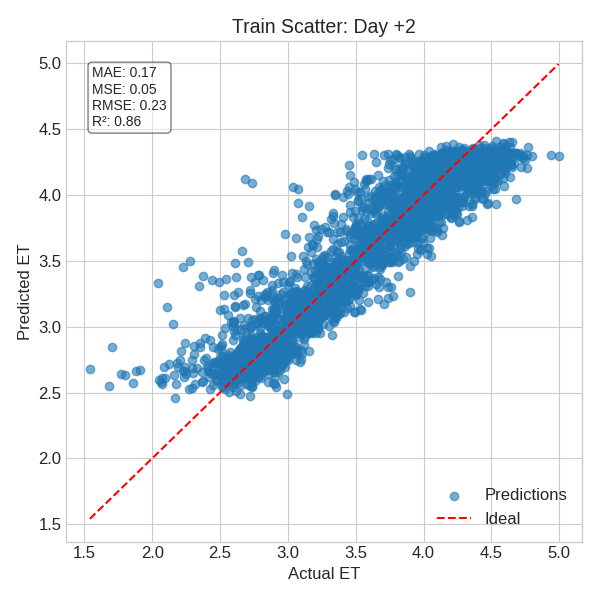 Train Scatter: Day +2
MAE: 0.17
MSE: 0.05
RMSE: 0.23
R²: 0.86
5.0
4.5
4.0
3.5
3.0
2.5
2.0
1.5
Predicted ET
Predictions
Ideal
1.5 2.0 2.5 3.0 3.5 4.0 4.5 5.0
Actual ET